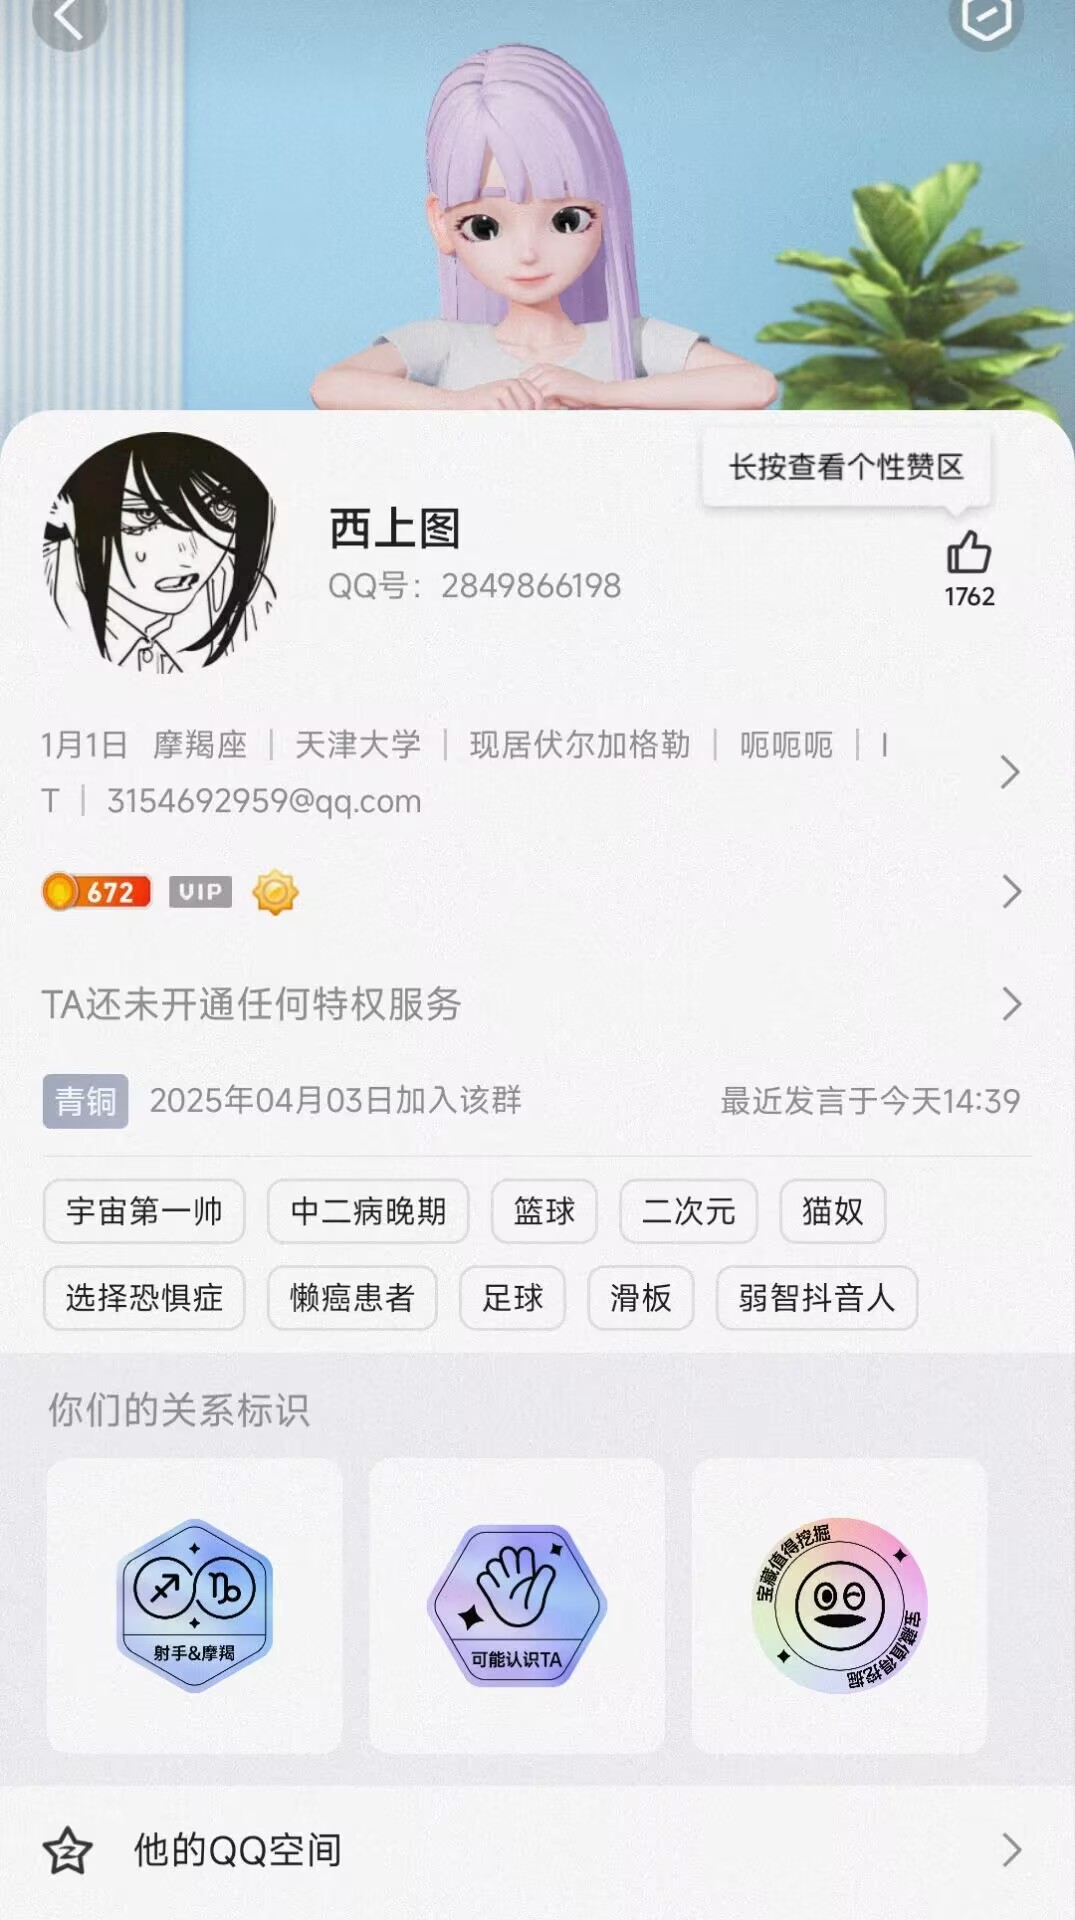 长按查看个性赞区
西上图
QQ号：2849866198
1762
1月1日 摩羯座 | 天津大学 | 现居伏尔加格勒 | 呃呃呃 | I
T | 3154692959@qq.com
672 VIP
TA还未开通任何特权服务
青铜 2025年04月03日加入该群 最近发言于今天14:39
宇宙第一帅 中二病晚期 篮球 二次元 猫奴
选择恐惧症 懒癌患者 足球 滑板 弱智抖音人
你们的关系标识
射手&摩羯
可能认识TA
宝藏值得挖掘
宝藏值得挖掘
他的QQ空间